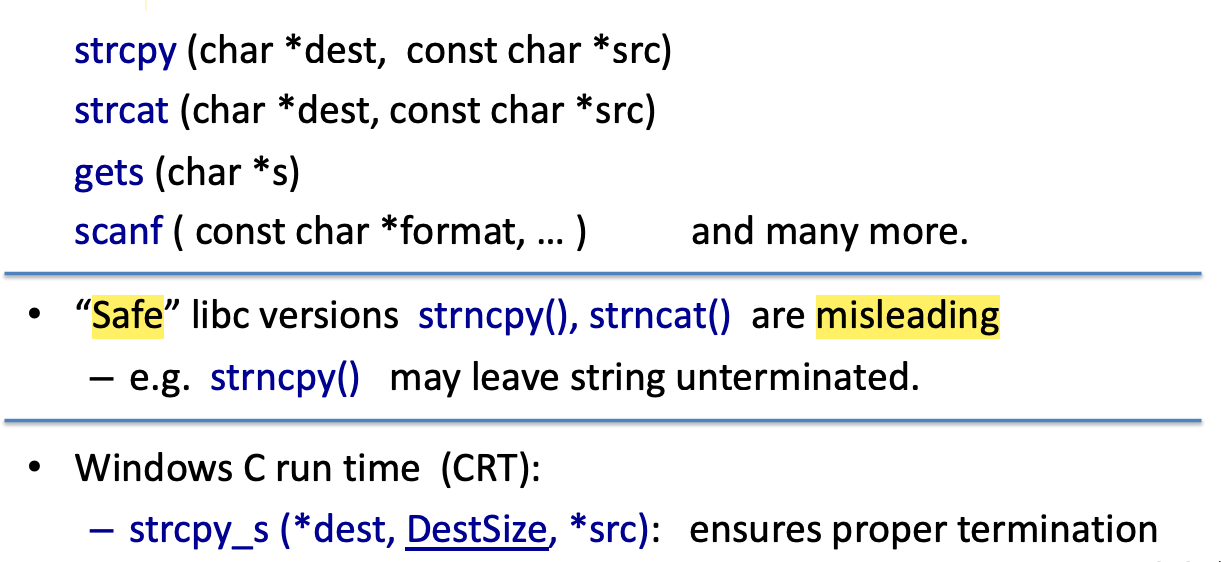 strcpy (char *dest, const char *src)
strcat (char *dest, const char *src)
gets (char *s)
scanf ( const char *format, ... ) and many more.
• “Safe” libc versions strncpy(), strncat() are misleading
– e.g. strncpy() may leave string unterminated.
• Windows C run time (CRT):
– strcpy_s (*dest, DestSize, *src): ensures proper termination